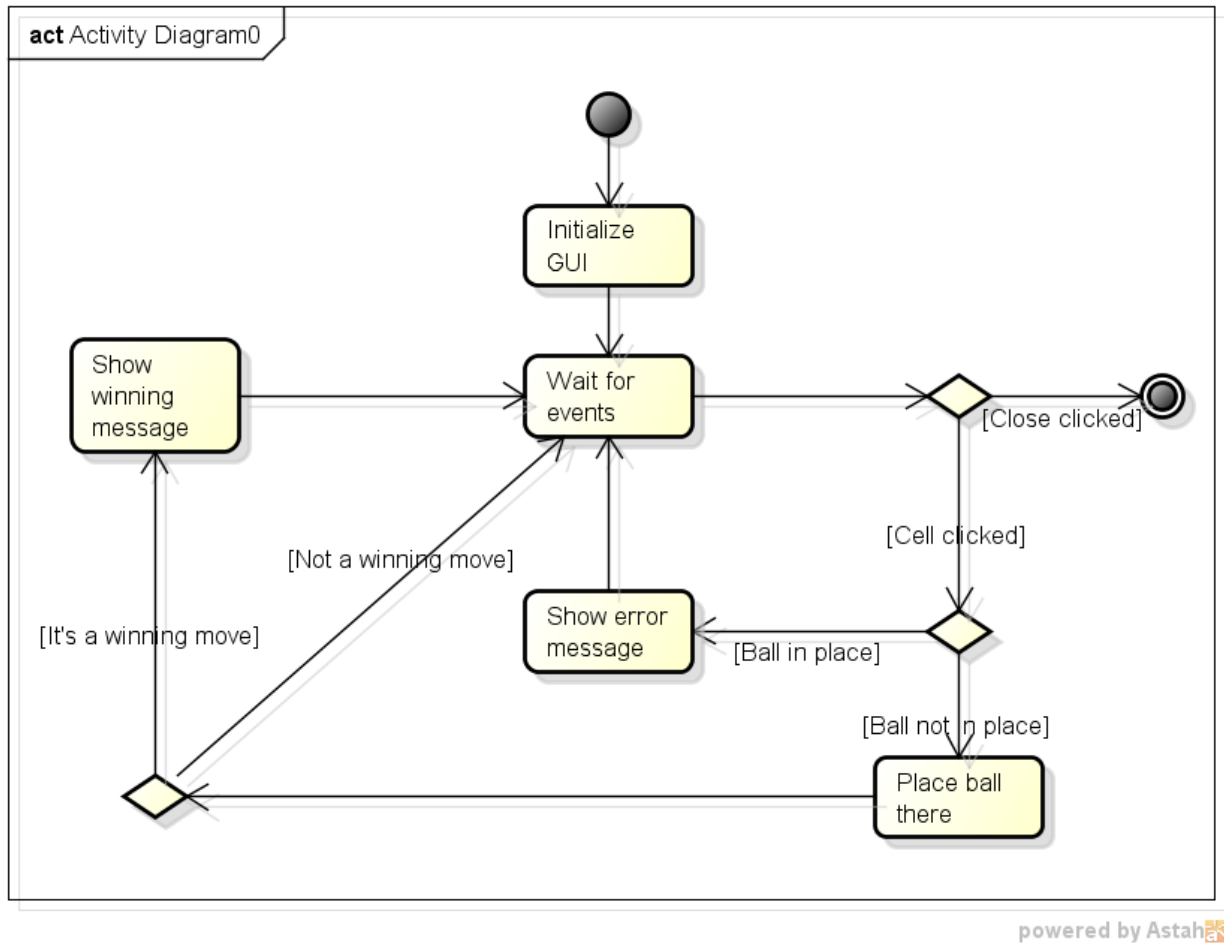 act Activity Diagram0
Initialize
GUI
Show
winning
message
Wait for
events
[Close clicked]
[Cell clicked]
[Not a winning move]
Show error
message
[It's a winning move]
[Ball in place]
[Ball not in place]
Place ball
there
powered by Astah